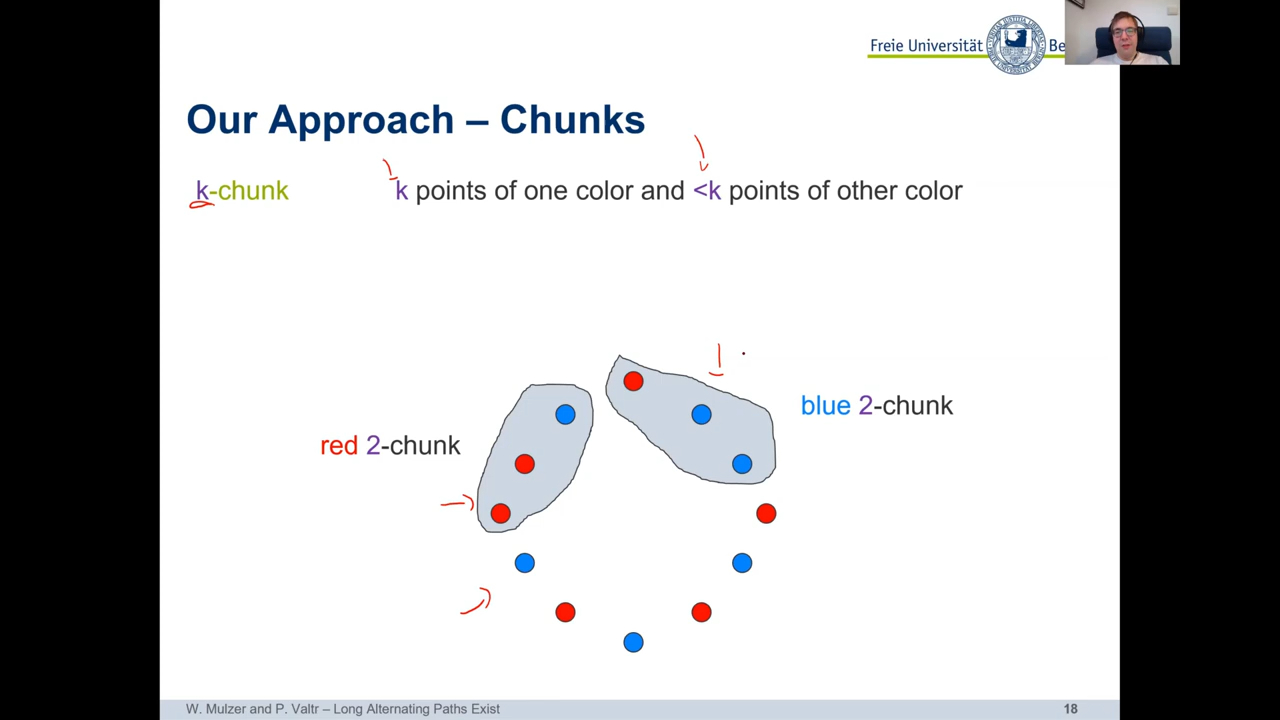 Freie Universität Be
Our Approach – Chunks
k-chunk k points of one color and <k points of other color
blue 2-chunk
red 2-chunk
W. Mulzer and P. Valtr – Long Alternating Paths Exist 18